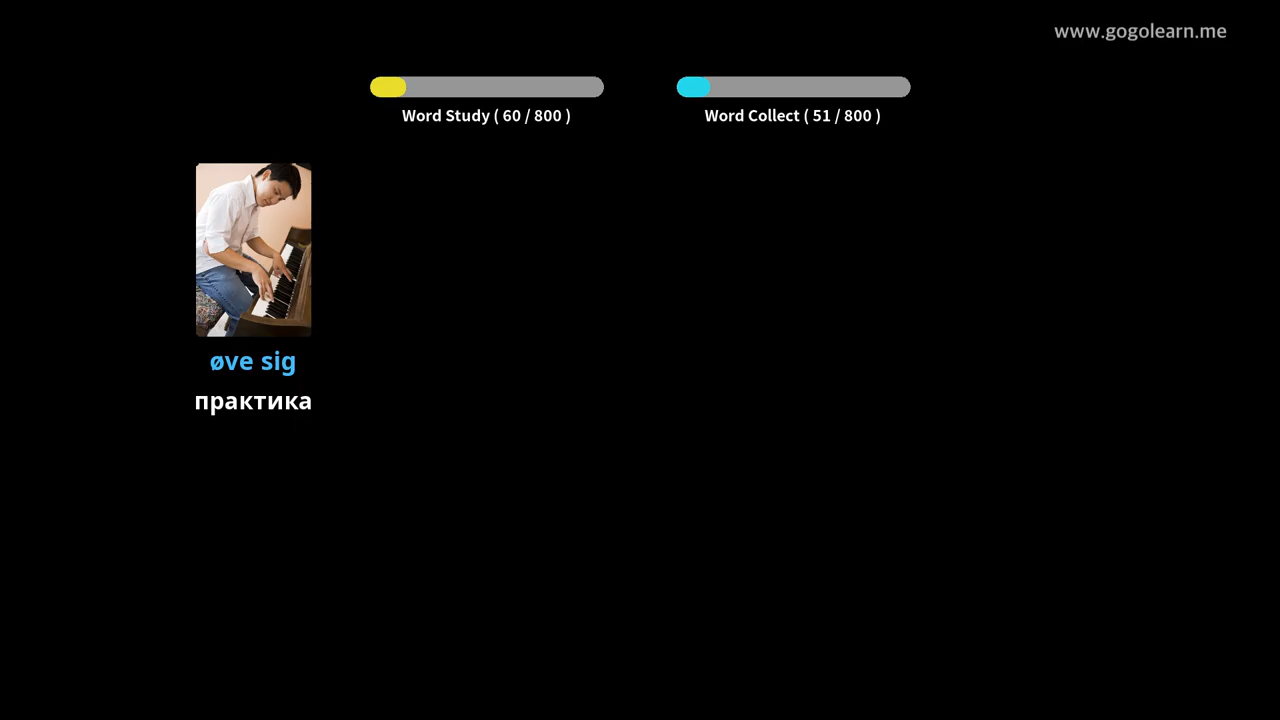 www.gogolearn.me
Word Study ( 60 / 800 )
Word Collect ( 51 / 800 )
øve sig
практика